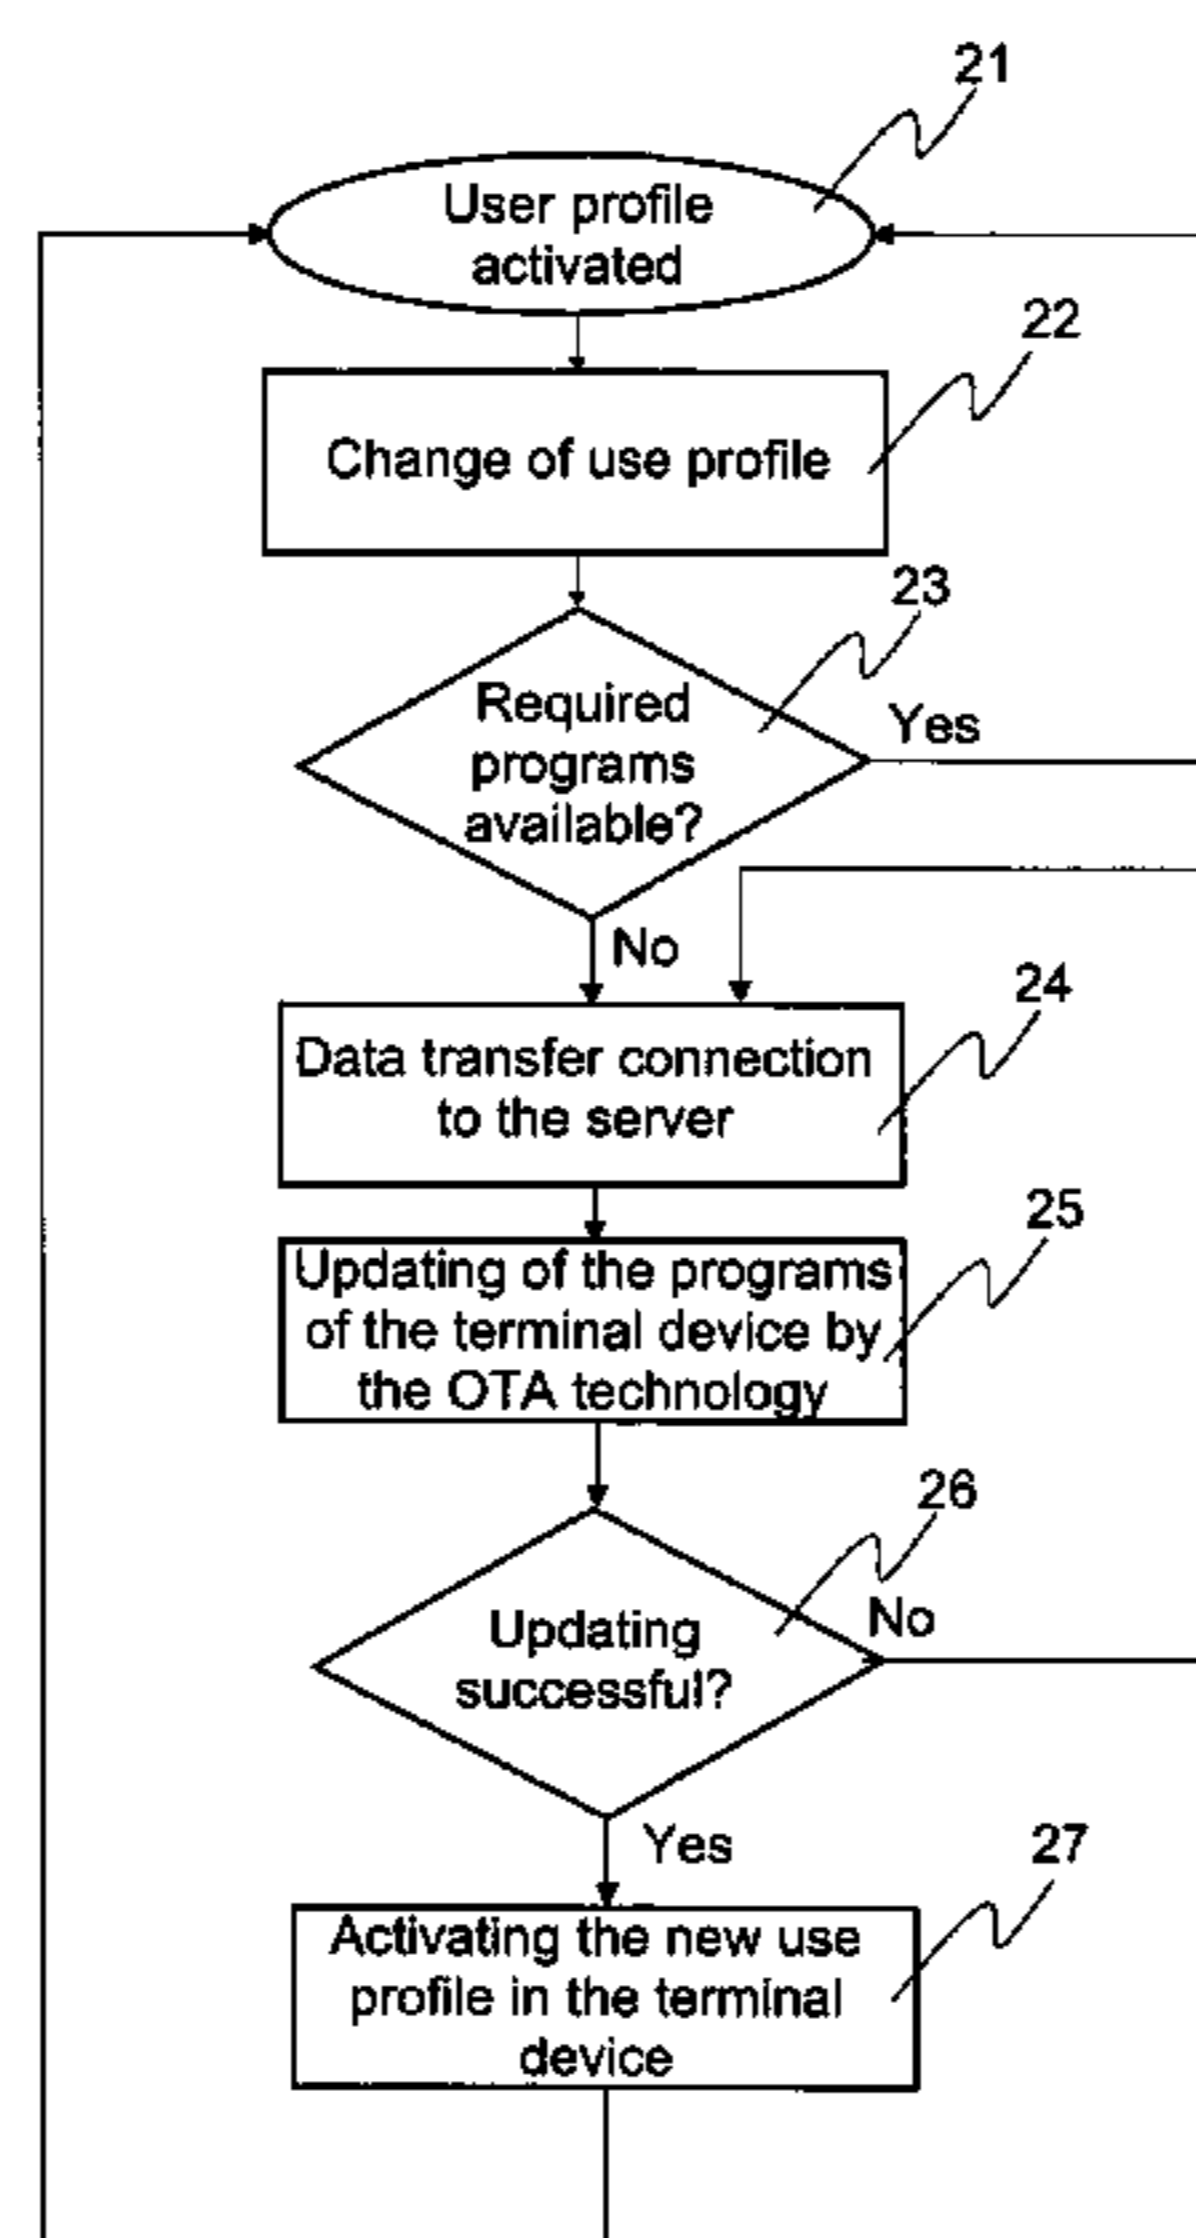 21
User profile
activated
22
Change of use profile
23
Required
programs
available?
Yes
No
24
Data transfer connection
to the server
25
Updating of the programs
of the terminal device by
the OTA technology
26
Updating
successful?
No
Yes
27
Activating the new use
profile in the terminal
device